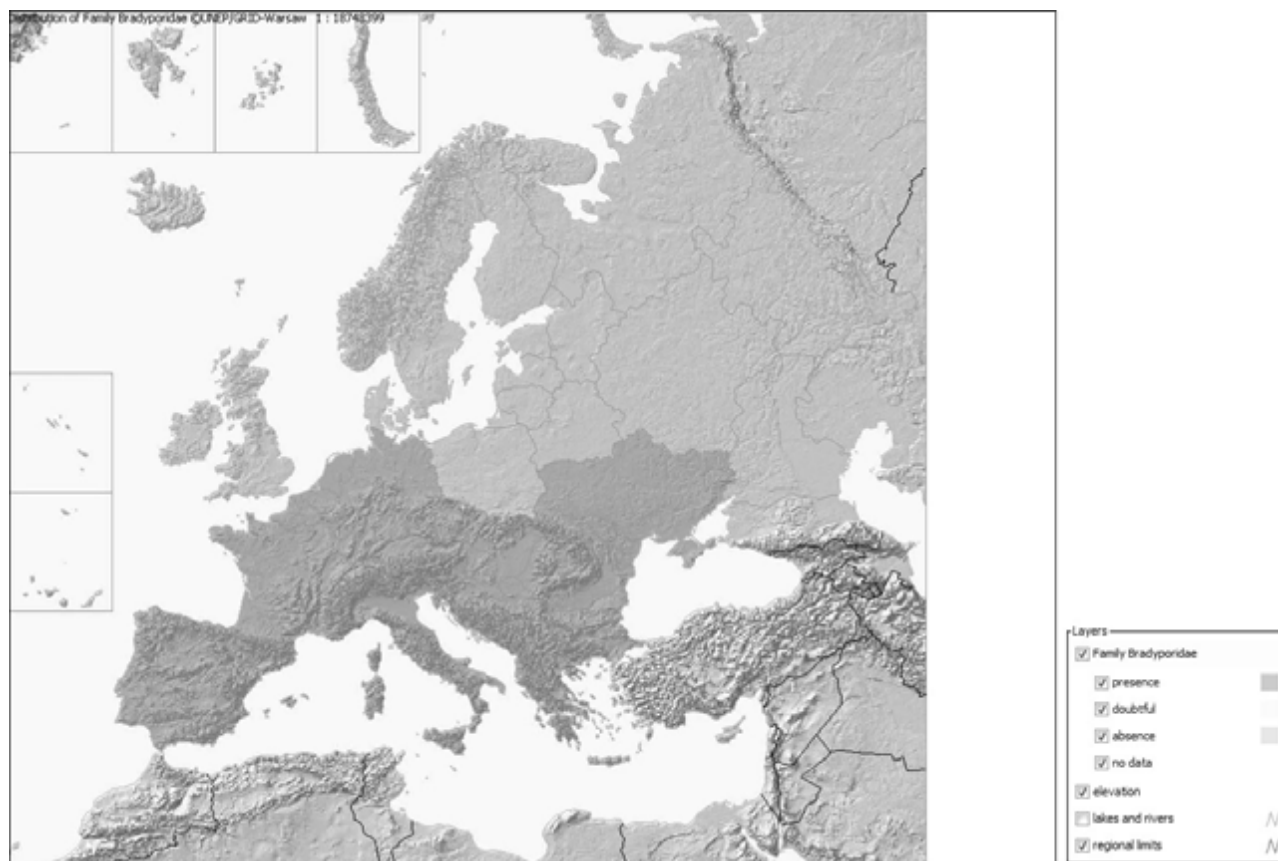 Distribution of Family Bradyporidae ©UNEP/GRID-Warsaw 1 : 18748399
Layers
Family Bradyporidae
presence
doubtful
absence
no data
elevation
lakes and rivers
regional limits